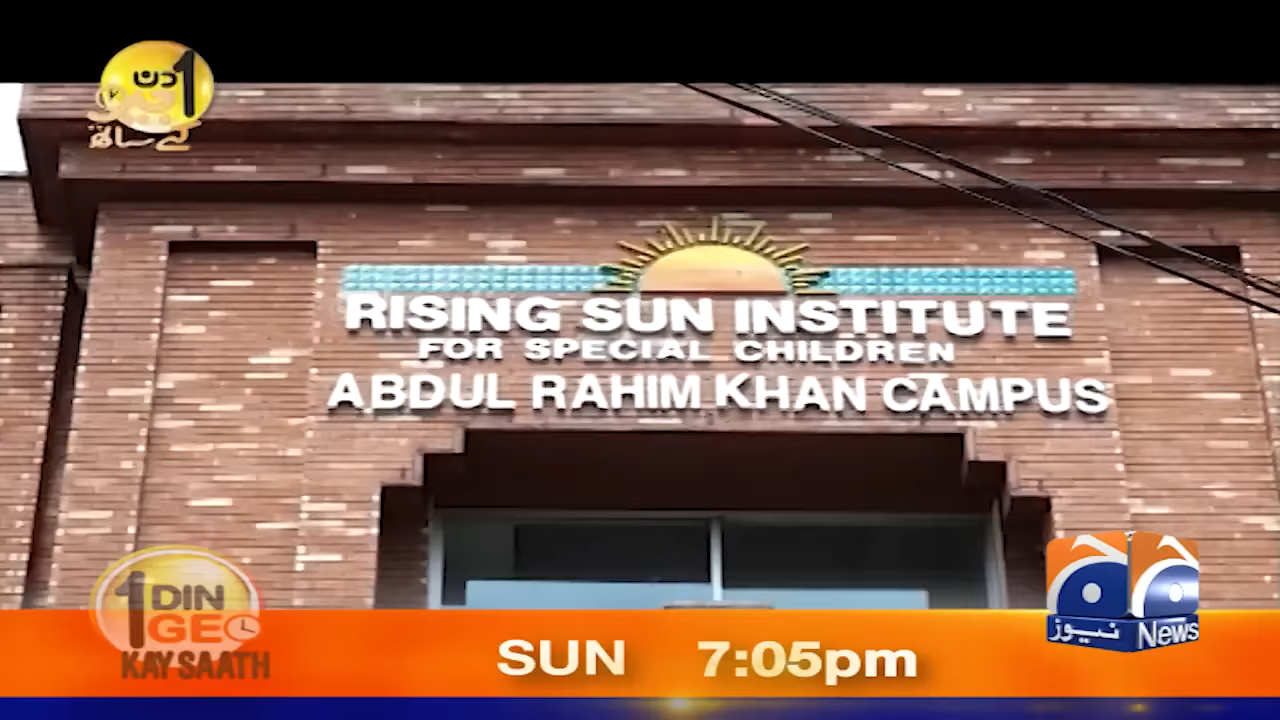 1 دن
کے ساتھ
RISING SUN INSTITUTE
FOR SPECIAL CHILDREN
ABDUL RAHIM KHAN CAMPUS
1 DIN
GEO
KAY SAATH
SUN 7:05pm
نیوز News